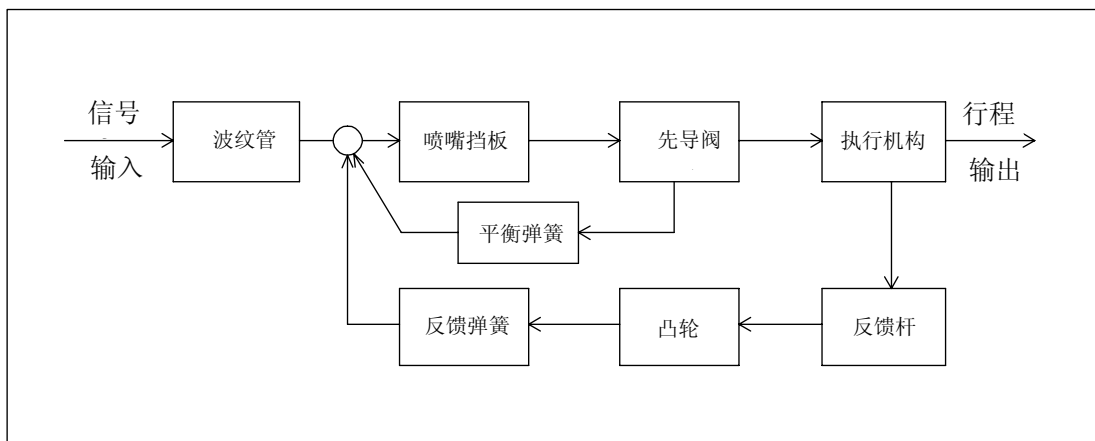 信号
输入
波纹管
喷嘴挡板
先导阀
执行机构
行程
输出
平衡弹簧
反馈弹簧
凸轮
反馈杆